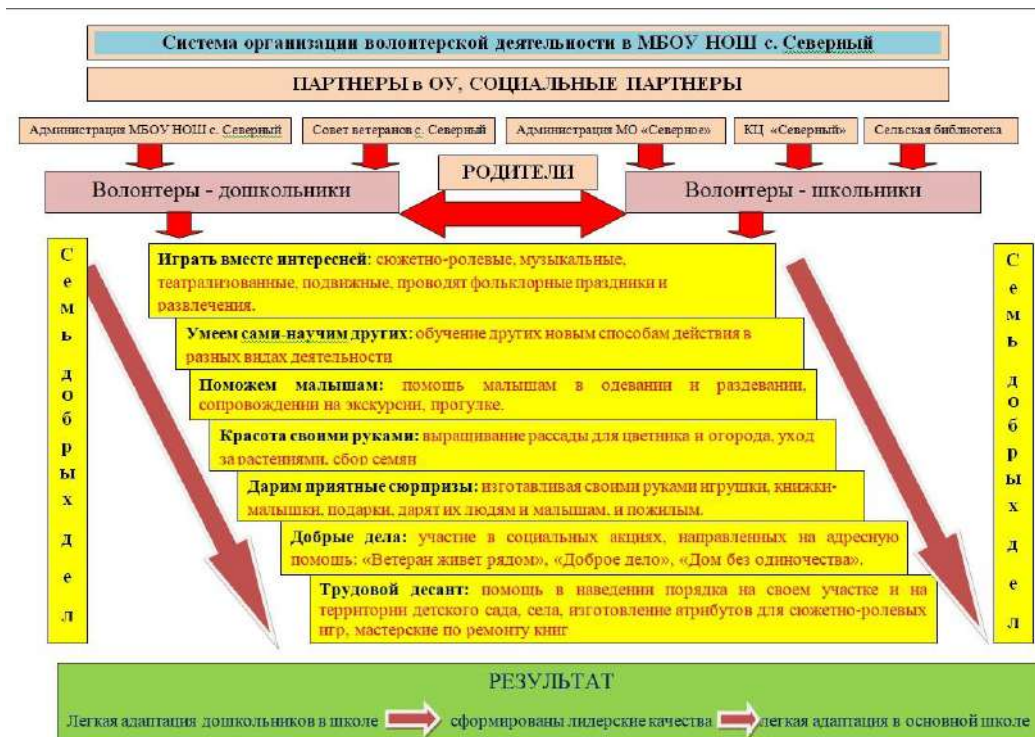 Система организации волонтерской деятельности в МБОУ НОШ с. Северный
ПАРТНЕРЫ в ОУ, СОЦИАЛЬНЫЕ ПАРТНЕРЫ
Администрация МБОУ НОШ с. Северный
Совет ветеранов с. Северный
Администрация МО «Северное»
КЦ «Северный»
Сельская библиотека
РОДИТЕЛИ
Волонтеры - дошкольники
Волонтеры - школьники
Семь добрых дел
Играть вместе интересней: сюжетно-ролевые, музыкальные,
театрализованные, подвижные, проводят фольклорные праздники и
развлечения.
Умеем сами-научим других: обучение других новым способам действия в
разных видах деятельности
Поможем малышам: помощь малышам в одевании и раздевании,
сопровождении на экскурсии, прогулке.
Красота своими руками: выращивание рассады для цветника и огорода, уход
за растениями, сбор семян
Дарим приятные сюрпризы: изготавливая своими руками игрушки, книжки-
малышки, подарки, дарят их людям и малышам, и пожилым.
Добрые дела: участие в социальных акциях, направленных на адресную
помощь: «Ветеран живет рядом», «Доброе дело», «Дом без одиночества».
Трудовой десант: помощь в наведении порядка на своем участке и на
территории детского сада, села, изготовление атрибутов для сюжетно-ролевых
игр, мастерские по ремонту книг
Семь добрых дел
РЕЗУЛЬТАТ
Легкая адаптация дошкольников в школе
сформированы лидерские качества
легкая адаптация в основной школе